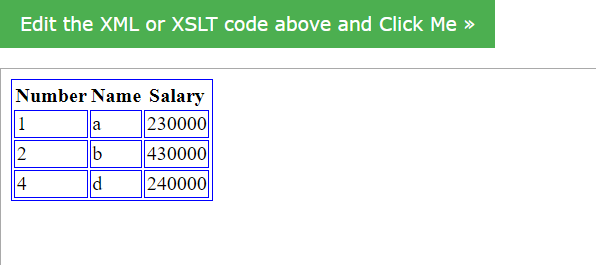 Edit the XML or XSLT code above and Click Me »
Number Name Salary
1 a 230000
2 b 430000
4 d 240000